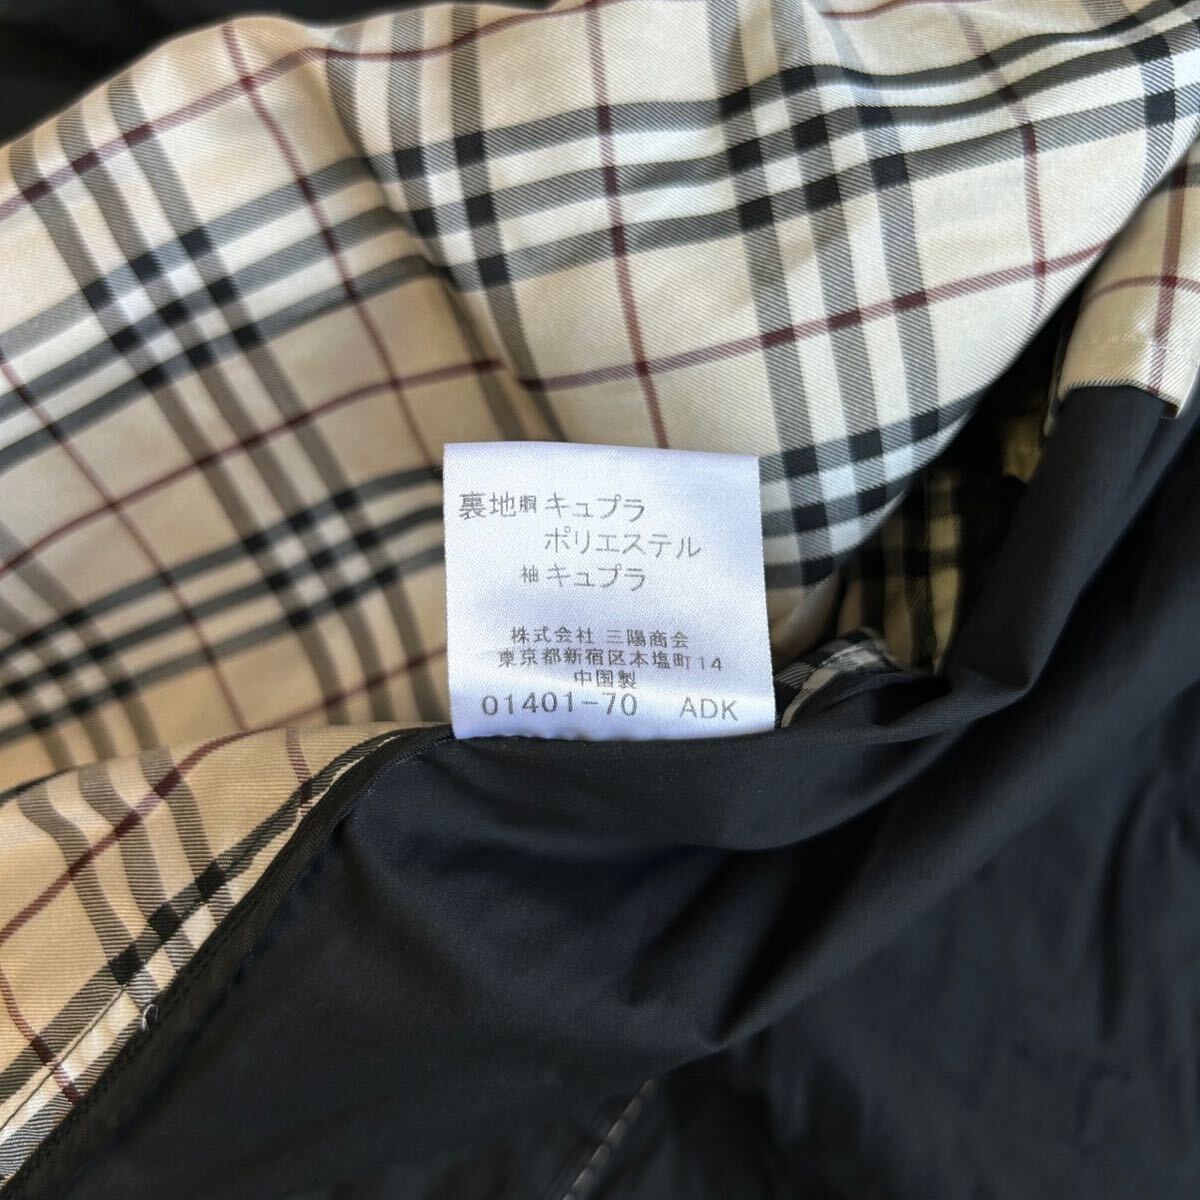 裏地胴キュプラ
ポリエステル
袖キュプラ
株式会社 三陽商会
東京都新宿区本塩町14
中国製
01401-70 ADK